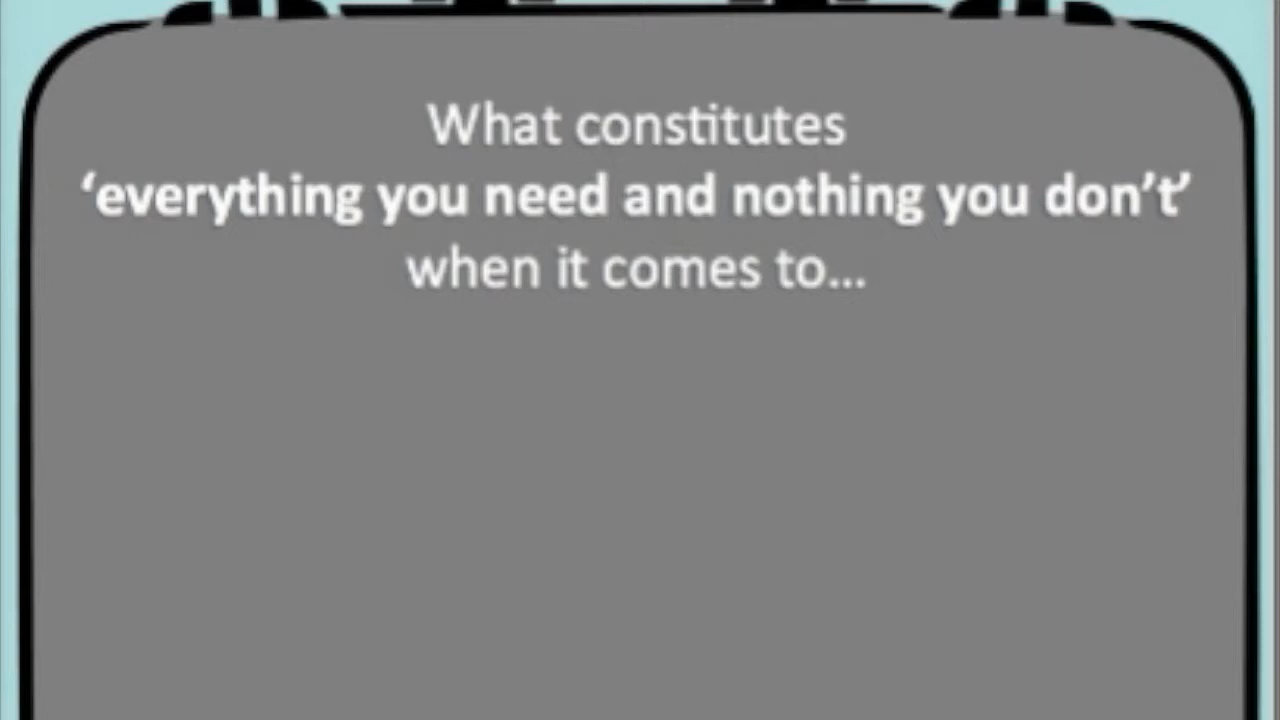 What constitutes
‘everything you need and nothing you don’t’
when it comes to...